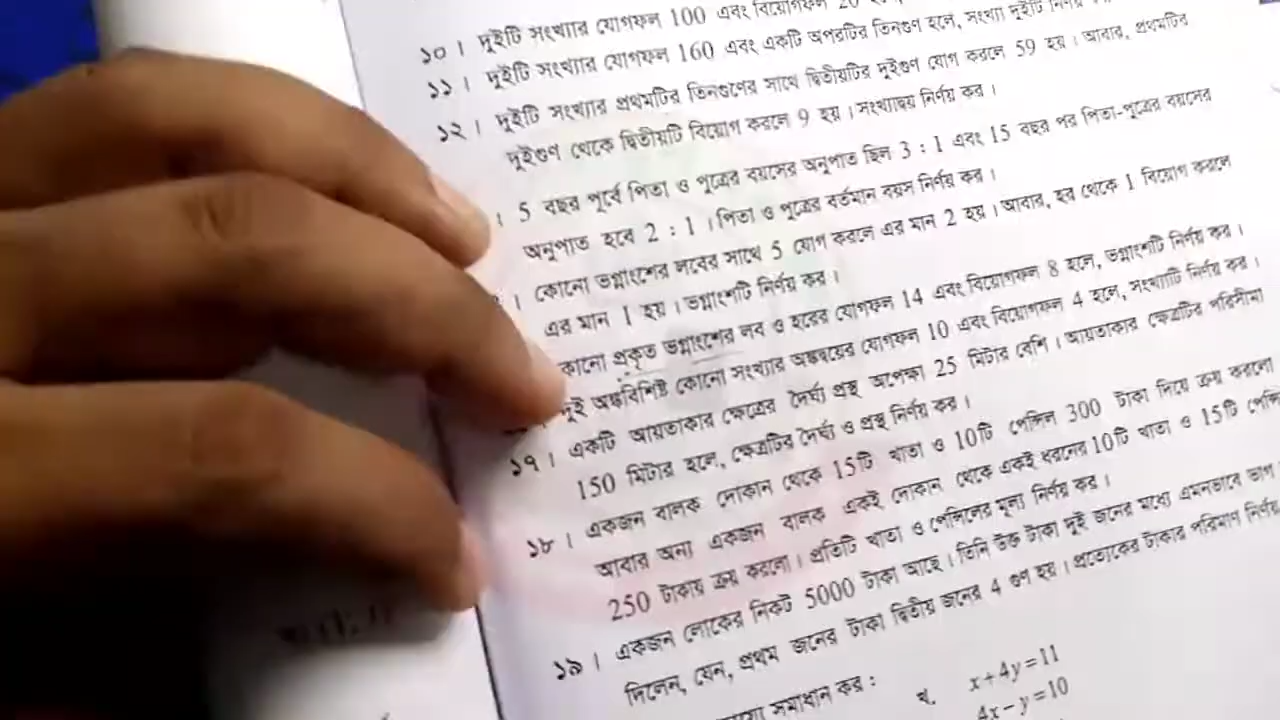 ১০। দুইটি সংখ্যার যোগফল 100 এবং বিয়োগফল 20
১১। দুইটি সংখ্যার যোগফল 160 এবং একটি অপরটির তিনগুণ হলে, সংখ্যা দুইটি নির্ণয়
১২। দুইটি সংখ্যার প্রথমটির তিনগুণের সাথে দ্বিতীয়টির দুইগুণ যোগ করলে 59 হয়। আবার, প্রথমটির
দুইগুণ থেকে দ্বিতীয়টি বিয়োগ করলে 9 হয়। সংখ্যাদ্বয় নির্ণয় কর।
। 5 বছর পূর্বে পিতা ও পুত্রের বয়সের অনুপাত ছিল 3 : 1 এবং 15 বছর পর পিতা-পুত্রের বয়সের
অনুপাত হবে 2 : 1। পিতা ও পুত্রের বর্তমান বয়স নির্ণয় কর।
। কোনো ভগ্নাংশের লবের সাথে 5 যোগ করলে এর মান 2 হয়। আবার, হর থেকে 1 বিয়োগ করলে
এর মান 1 হয়। ভগ্নাংশটি নির্ণয় কর।
প্রকৃত ভগ্নাংশের লব ও হরের যোগফল 14 এবং বিয়োগফল 8 হলে, ভগ্নাংশটি নির্ণয় কর।
দুই অঙ্কবিশিষ্ট কোনো সংখ্যার অঙ্কদ্বয়ের যোগফল 10 এবং বিয়োগফল 4 হলে, সংখ্যাটি নির্ণয় কর।
১৭। একটি আয়তাকার ক্ষেত্রের দৈর্ঘ্য প্রস্থ অপেক্ষা 25 মিটার বেশি। আয়তাকার ক্ষেত্রটির পরিসীমা
150 মিটার হলে, ক্ষেত্রটির দৈর্ঘ্য ও প্রস্থ নির্ণয় কর।
১৮। একজন বালক দোকান থেকে 15টি খাতা ও 10টি পেন্সিল 300 টাকা দিয়ে ক্রয় করলো
আবার অন্য একজন বালক একই দোকান থেকে একই ধরনের 10টি খাতা ও 15টি
250 টাকায় ক্রয় করলো। প্রতিটি খাতা ও পেন্সিলের মূল্য নির্ণয় কর।
১৯। একজন লোকের নিকট 5000 টাকা আছে। তিনি উক্ত টাকা দুই জনের মধ্যে এমনভাবে ভাগ
দিলেন, যেন, প্রথম জনের টাকা দ্বিতীয় জনের 4 গুণ হয়। প্রত্যেকের টাকার পরিমাণ নির্ণয়
সমাধান কর :
খ. x+4y=11
4x-y=10